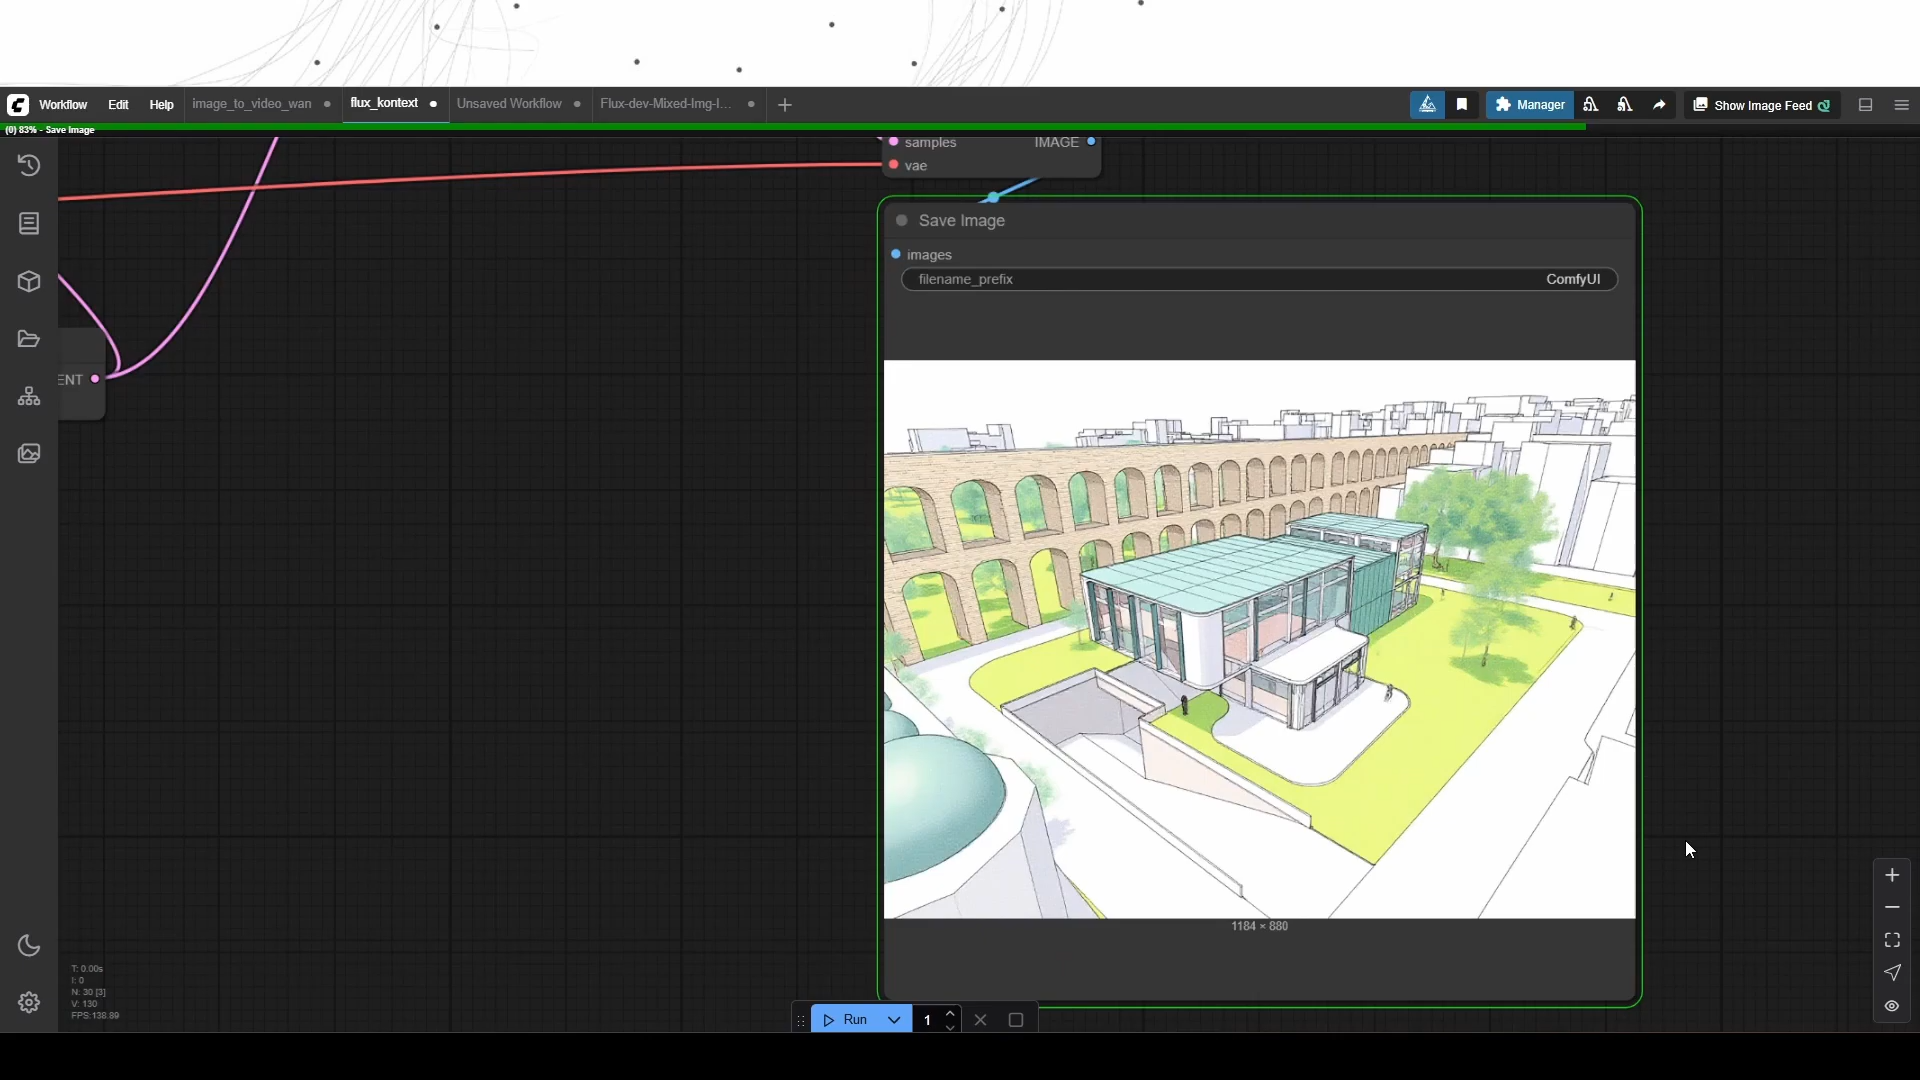 Workflow Edit Help image_to_video_wan flux_kontext Unsaved Workflow Flux-dev-Mixed-Img-I... Manager Show Image Feed
(0) 83% - Save Image
samples IMAGE
vae
Save Image
images
filename_prefix ComfyUI
ENT
1184 × 880
T: 0.00s
I: 0
N: 30 [3]
V: 130
FPS:138.89
Run 1